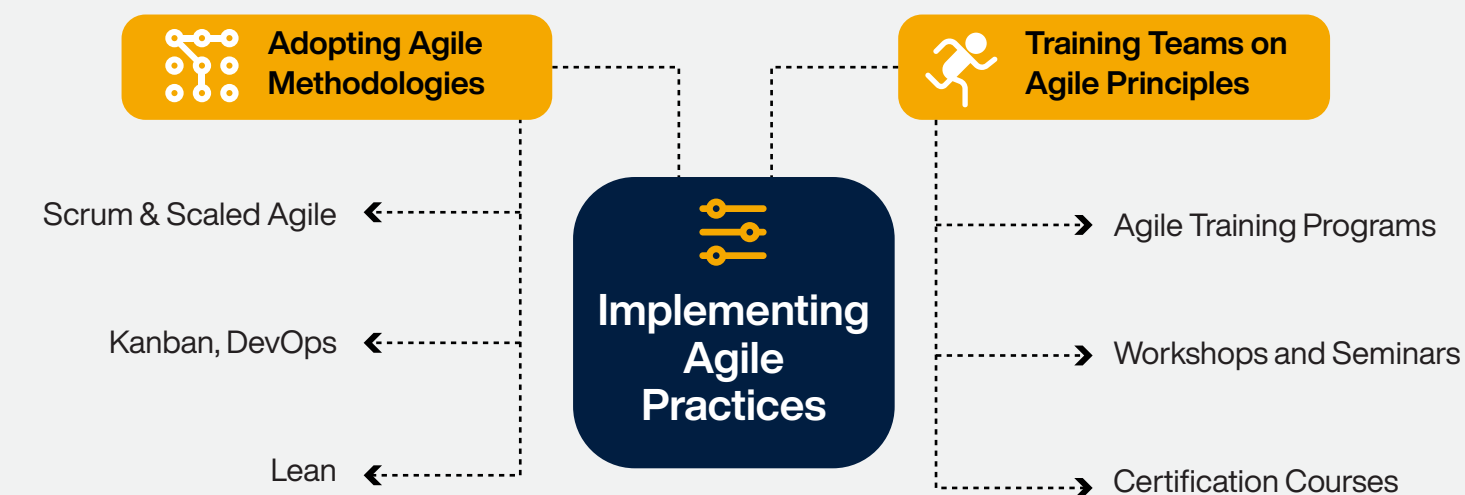 Adopting Agile
Methodologies
Scrum & Scaled Agile
Kanban, DevOps
Lean
Implementing
Agile
Practices
Training Teams on
Agile Principles
Agile Training Programs
Workshops and Seminars
Certification Courses